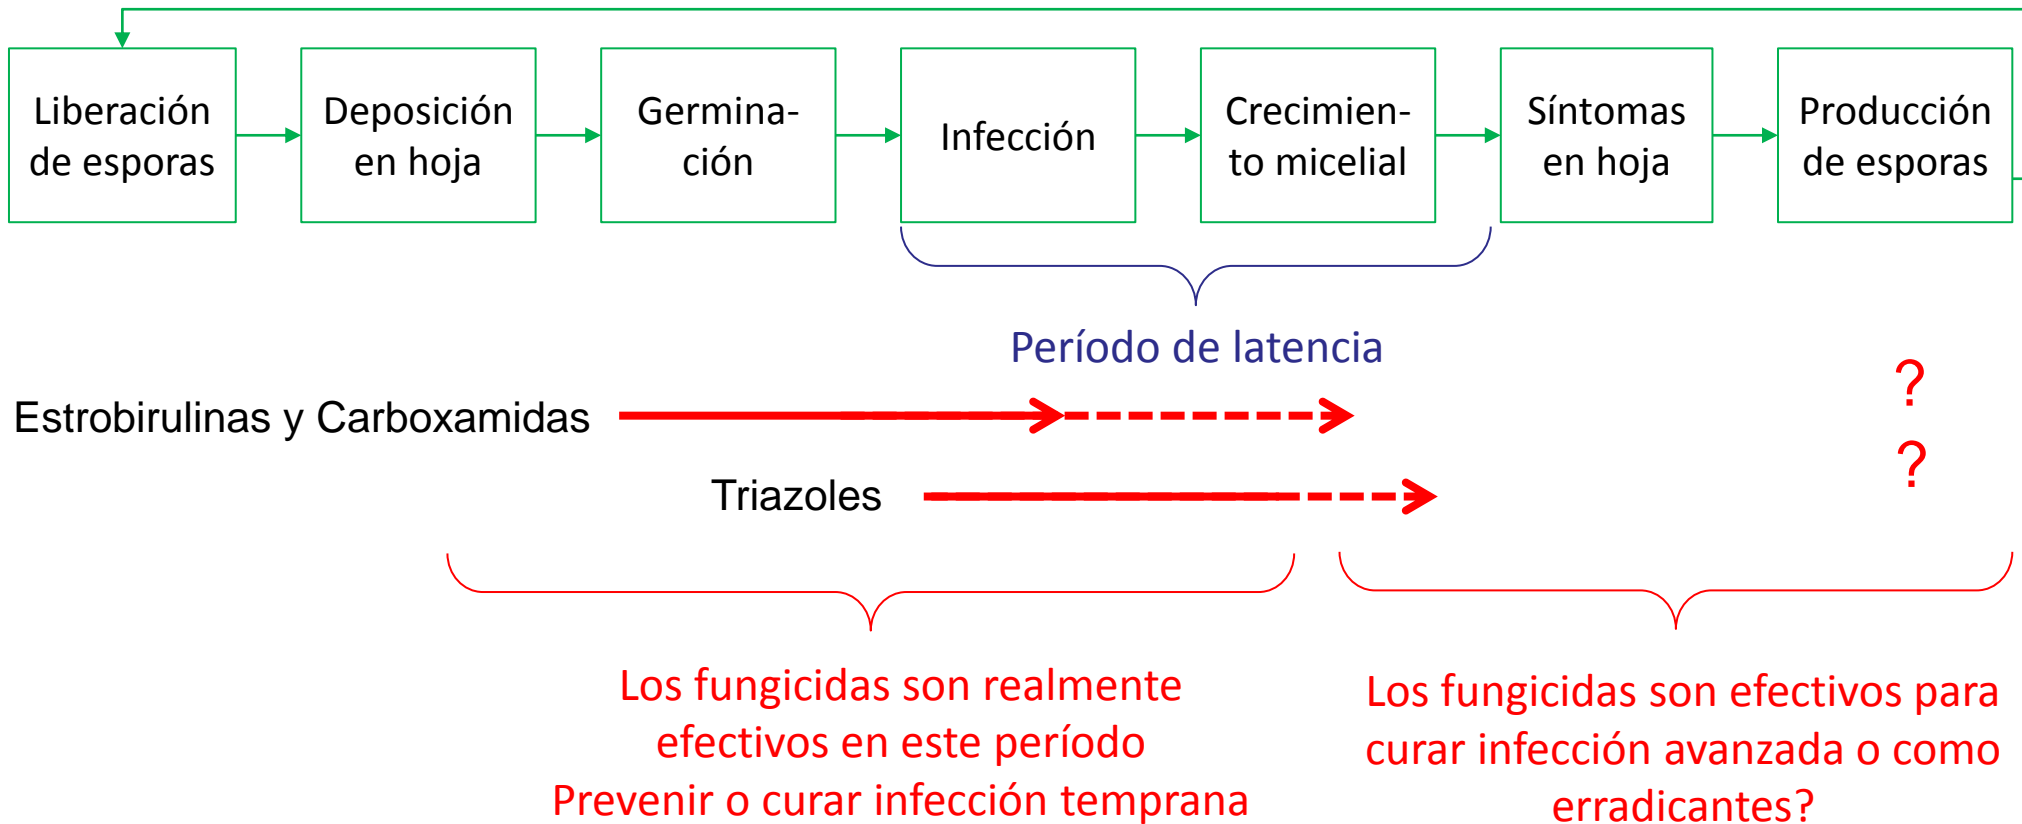 Liberación
de esporas
Deposición
en hoja
Germina-
ción
Infección
Crecimien-
to micelial
Síntomas
en hoja
Producción
de esporas
Período de latencia
Estrobirulinas y Carboxamidas
?
Triazoles
?
Los fungicidas son realmente
efectivos en este período
Prevenir o curar infección temprana
Los fungicidas son efectivos para
curar infección avanzada o como
erradicantes?